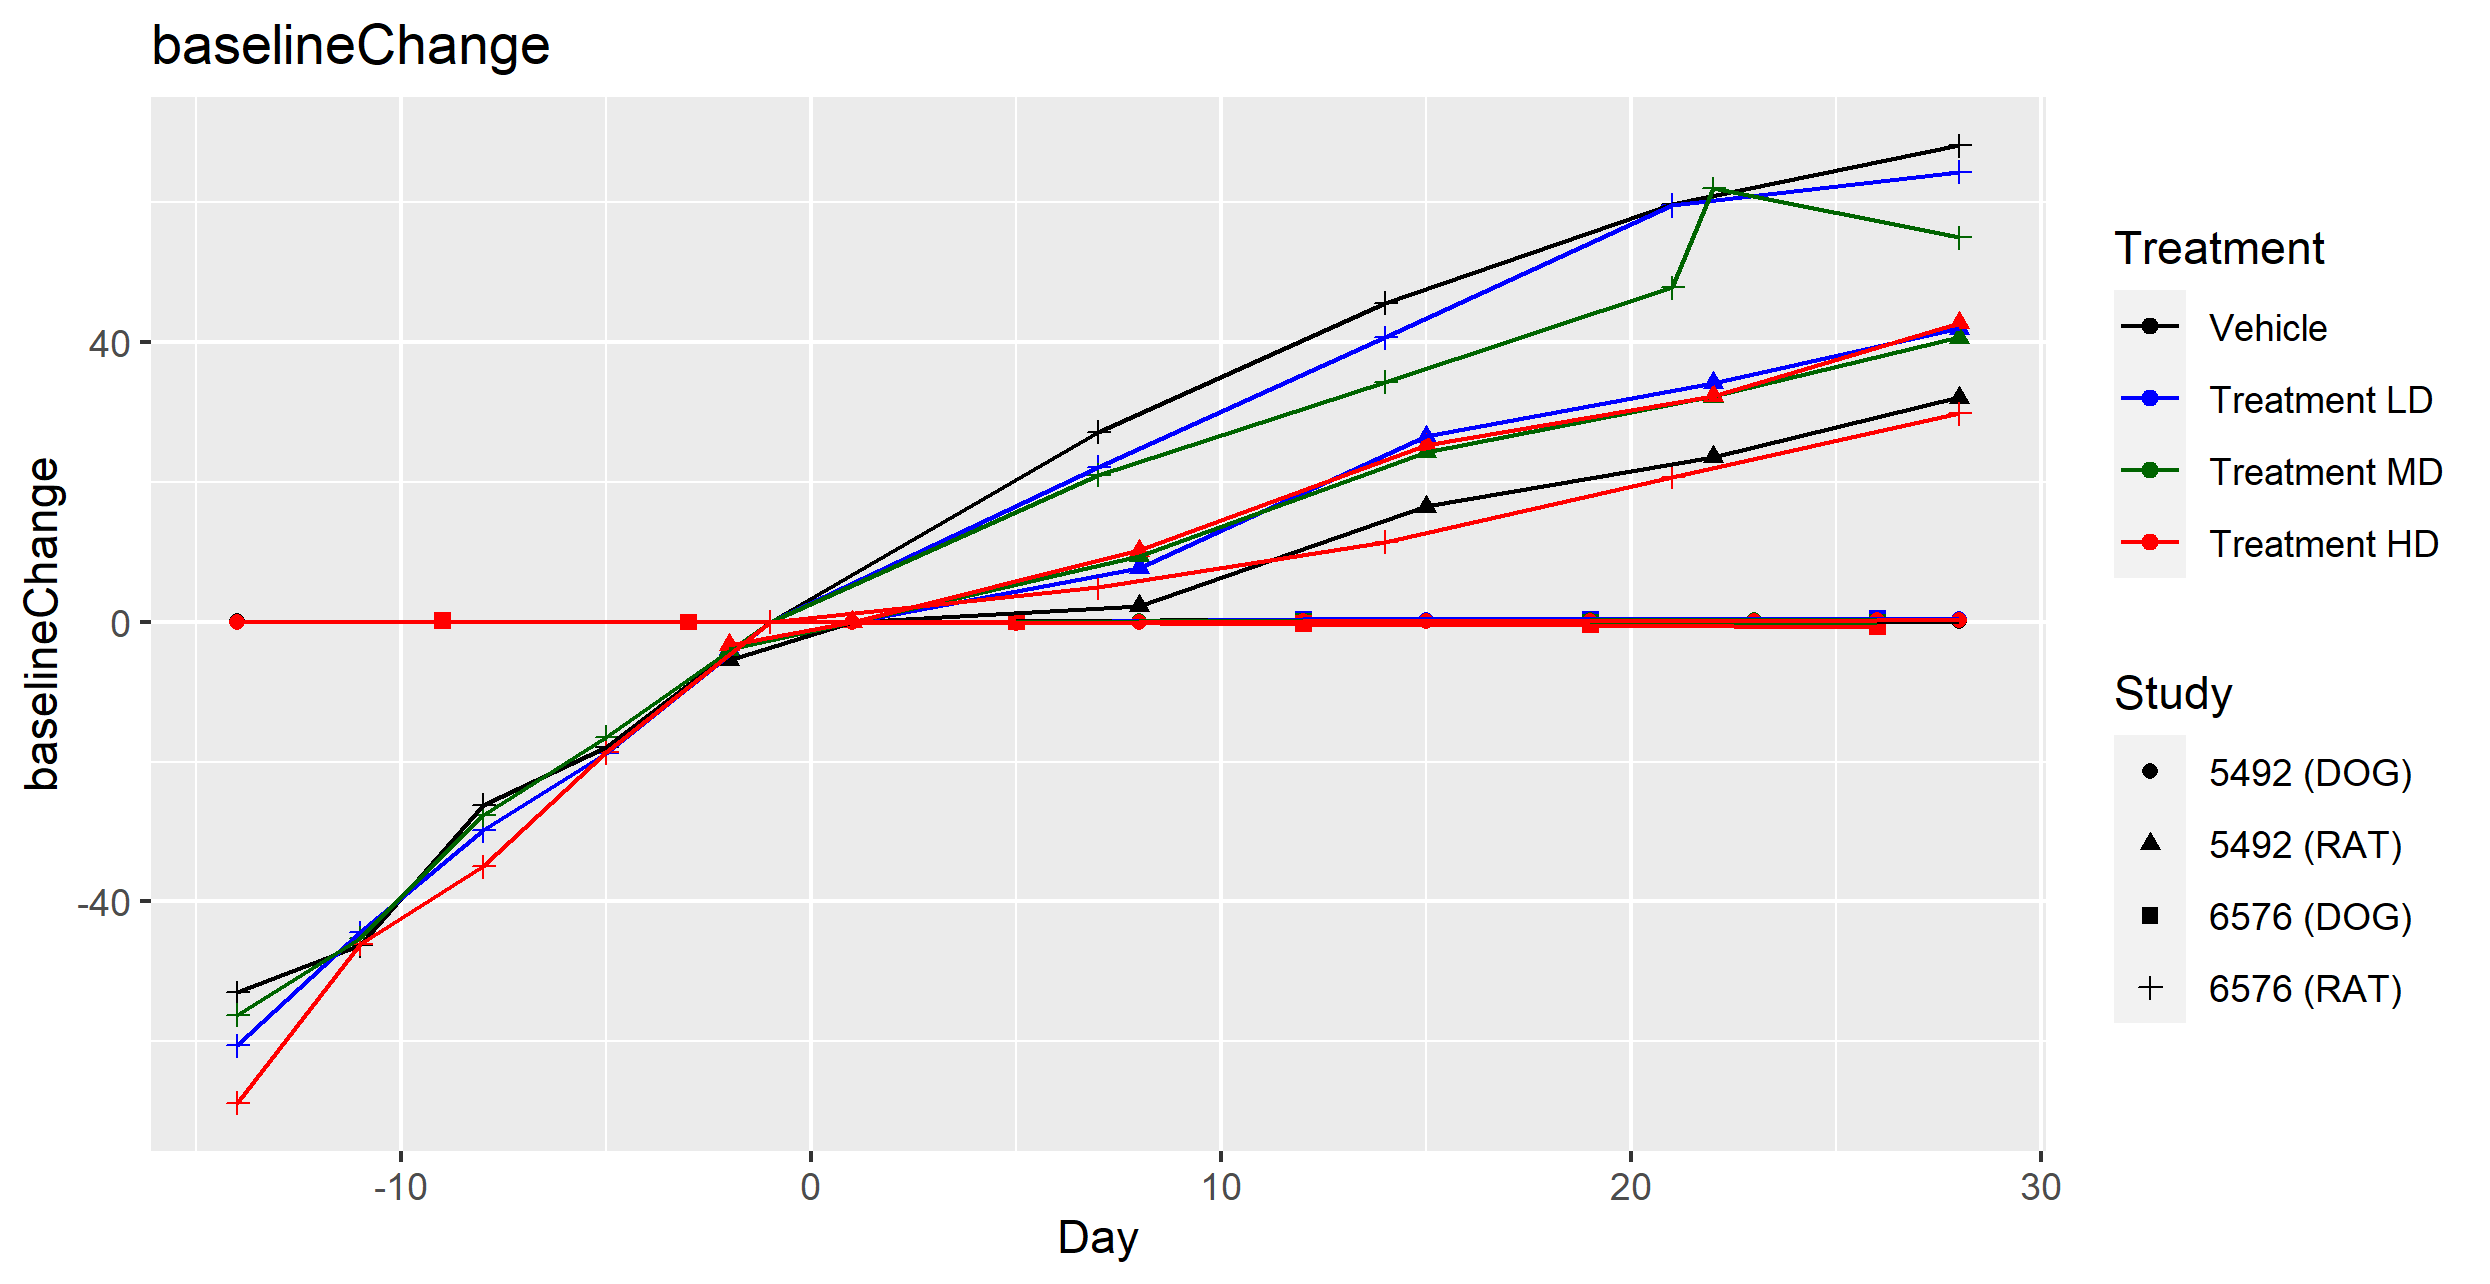 baselineChange
baselineChange
40
0
-40
-10
0
10
20
30
Day
Treatment
Vehicle
Treatment LD
Treatment MD
Treatment HD
Study
5492 (DOG)
5492 (RAT)
6576 (DOG)
6576 (RAT)